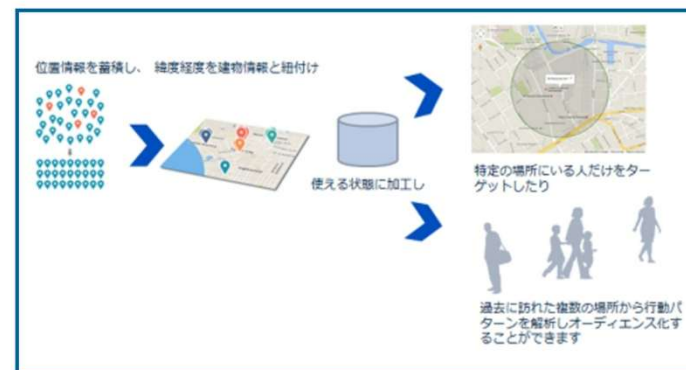 位置情報を蓄積し、 緯度経度を建物情報と紐付け
使える状態に加工し
特定の場所にいる人だけをター
ゲットしたり
過去に訪れた複数の場所から行動パ
ターンを解析しオーディエンス化す
ることができます